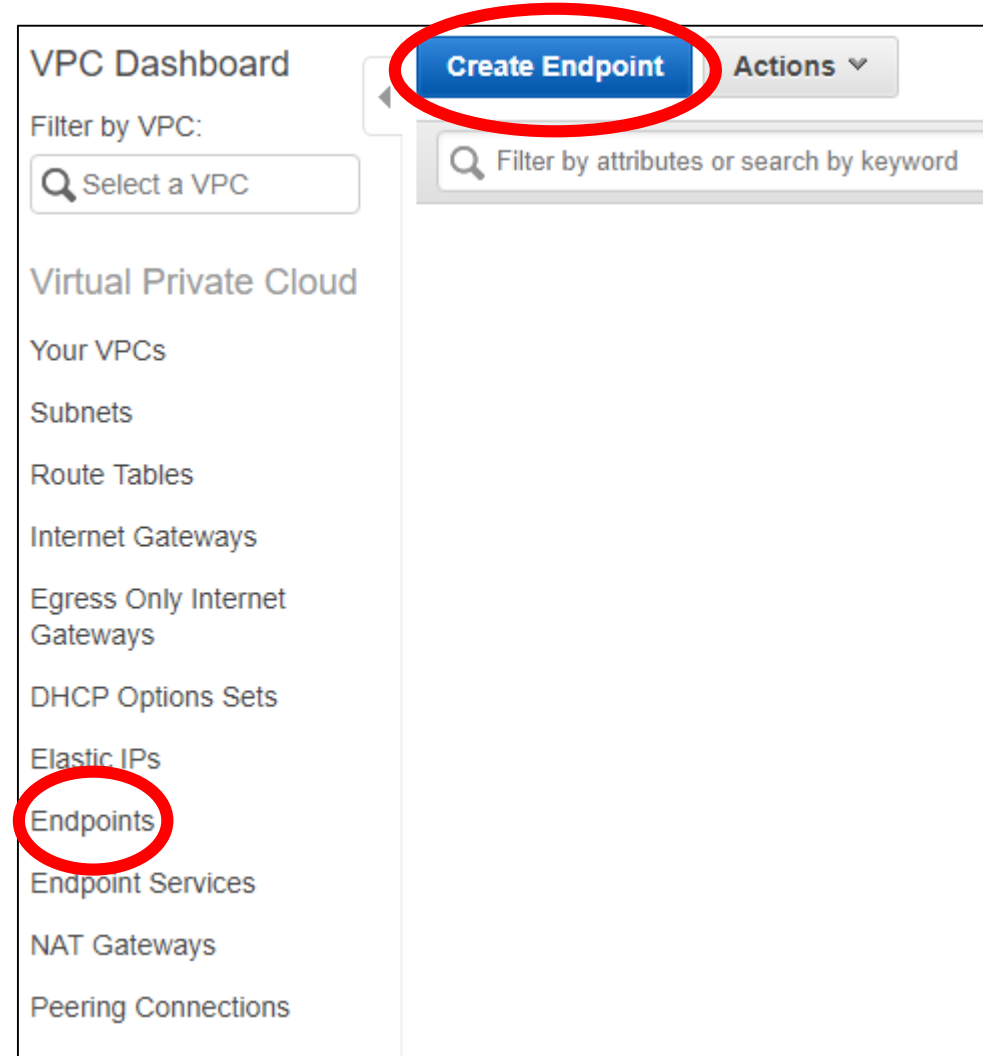 VPC Dashboard
Filter by VPC:
Select a VPC
Virtual Private Cloud
Your VPCs
Subnets
Route Tables
Internet Gateways
Egress Only Internet
Gateways
DHCP Options Sets
Elastic IPs
Endpoints
Endpoint Services
NAT Gateways
Peering Connections
Create Endpoint
Actions
Filter by attributes or search by keyword